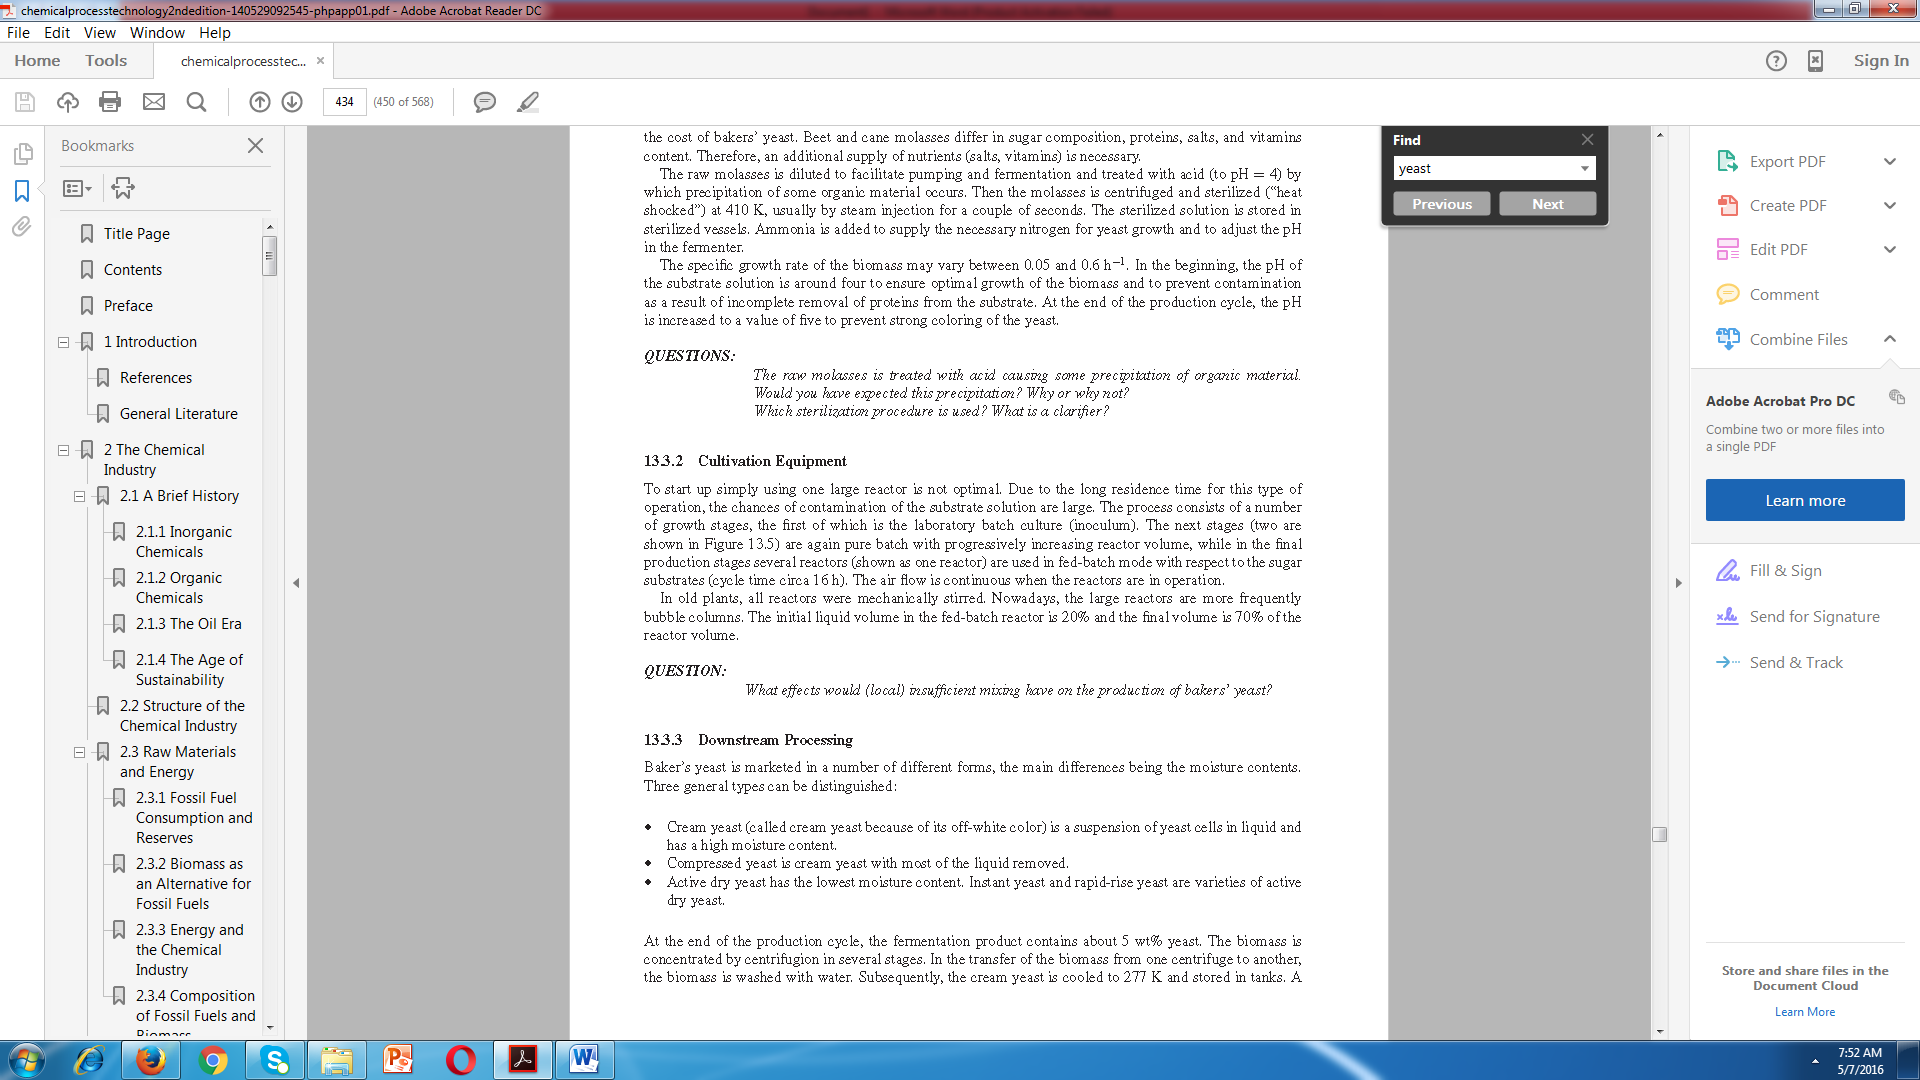 chemicalprocesstechnology2ndedition-140529092545-phpapp01.pdf - Adobe Acrobat Reader DC
File Edit View Window Help
Home Tools chemicalprocesstec... × Sign In
434 (450 of 568)
Bookmarks
Title Page
Contents
Preface
1 Introduction
References
General Literature
2 The Chemical
Industry
2.1 A Brief History
2.1.1 Inorganic
Chemicals
2.1.2 Organic
Chemicals
2.1.3 The Oil Era
2.1.4 The Age of
Sustainability
2.2 Structure of the
Chemical Industry
2.3 Raw Materials
and Energy
2.3.1 Fossil Fuel
Consumption and
Reserves
2.3.2 Biomass as
an Alternative for
Fossil Fuels
2.3.3 Energy and
the Chemical
Industry
2.3.4 Composition
of Fossil Fuels and
Biomass
the cost of bakers' yeast. Beet and cane molasses differ in sugar composition, proteins, salts, and vitamins
content. Therefore, an additional supply of nutrients (salts, vitamins) is necessary.
The raw molasses is diluted to facilitate pumping and fermentation and treated with acid (to pH = 4) by
which precipitation of some organic material occurs. Then the molasses is centrifuged and sterilized ("heat
shocked") at 410 K, usually by steam injection for a couple of seconds. The sterilized solution is stored in
sterilized vessels. Ammonia is added to supply the necessary nitrogen for yeast growth and to adjust the pH
in the fermenter.
The specific growth rate of the biomass may vary between 0.05 and 0.6 h⁻¹. In the beginning, the pH of
the substrate solution is around four to ensure optimal growth of the biomass and to prevent contamination
as a result of incomplete removal of proteins from the substrate. At the end of the production cycle, the pH
is increased to a value of five to prevent strong coloring of the yeast.
QUESTIONS:
The raw molasses is treated with acid causing some precipitation of organic material.
Would you have expected this precipitation? Why or why not?
Which sterilization procedure is used? What is a clarifier?
13.3.2 Cultivation Equipment
To start up simply using one large reactor is not optimal. Due to the long residence time for this type of
operation, the chances of contamination of the substrate solution are large. The process consists of a number
of growth stages, the first of which is the laboratory batch culture (inoculum). The next stages (two are
shown in Figure 13.5) are again pure batch with progressively increasing reactor volume, while in the final
production stages several reactors (shown as one reactor) are used in fed-batch mode with respect to the sugar
substrates (cycle time circa 16 h). The air flow is continuous when the reactors are in operation.
In old plants, all reactors were mechanically stirred. Nowadays, the large reactors are more frequently
bubble columns. The initial liquid volume in the fed-batch reactor is 20% and the final volume is 70% of the
reactor volume.
QUESTION:
What effects would (local) insufficient mixing have on the production of bakers' yeast?
13.3.3 Downstream Processing
Baker's yeast is marketed in a number of different forms, the main differences being the moisture contents.
Three general types can be distinguished:
• Cream yeast (called cream yeast because of its off-white color) is a suspension of yeast cells in liquid and
has a high moisture content.
• Compressed yeast is cream yeast with most of the liquid removed.
• Active dry yeast has the lowest moisture content. Instant yeast and rapid-rise yeast are varieties of active
dry yeast.
At the end of the production cycle, the fermentation product contains about 5 wt% yeast. The biomass is
concentrated by centrifugion in several stages. In the transfer of the biomass from one centrifuge to another,
the biomass is washed with water. Subsequently, the cream yeast is cooled to 277 K and stored in tanks. A
Find
yeast
Previous Next
Export PDF
Create PDF
Edit PDF
Comment
Combine Files
Adobe Acrobat Pro DC
Combine two or more files into
a single PDF
Learn more
Fill & Sign
Send for Signature
Send & Track
Store and share files in the
Document Cloud
Learn More
7:52 AM
5/7/2016